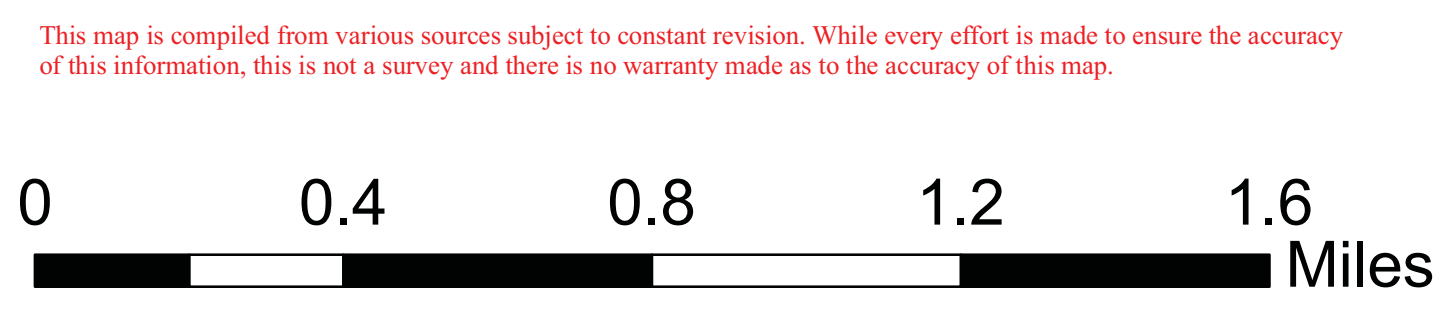 This map is compiled from various sources subject to constant revision. While every effort is made to ensure the accuracy
of this information, this is not a survey and there is no warranty made as to the accuracy of this map.
0 0.4 0.8 1.2 1.6
Miles